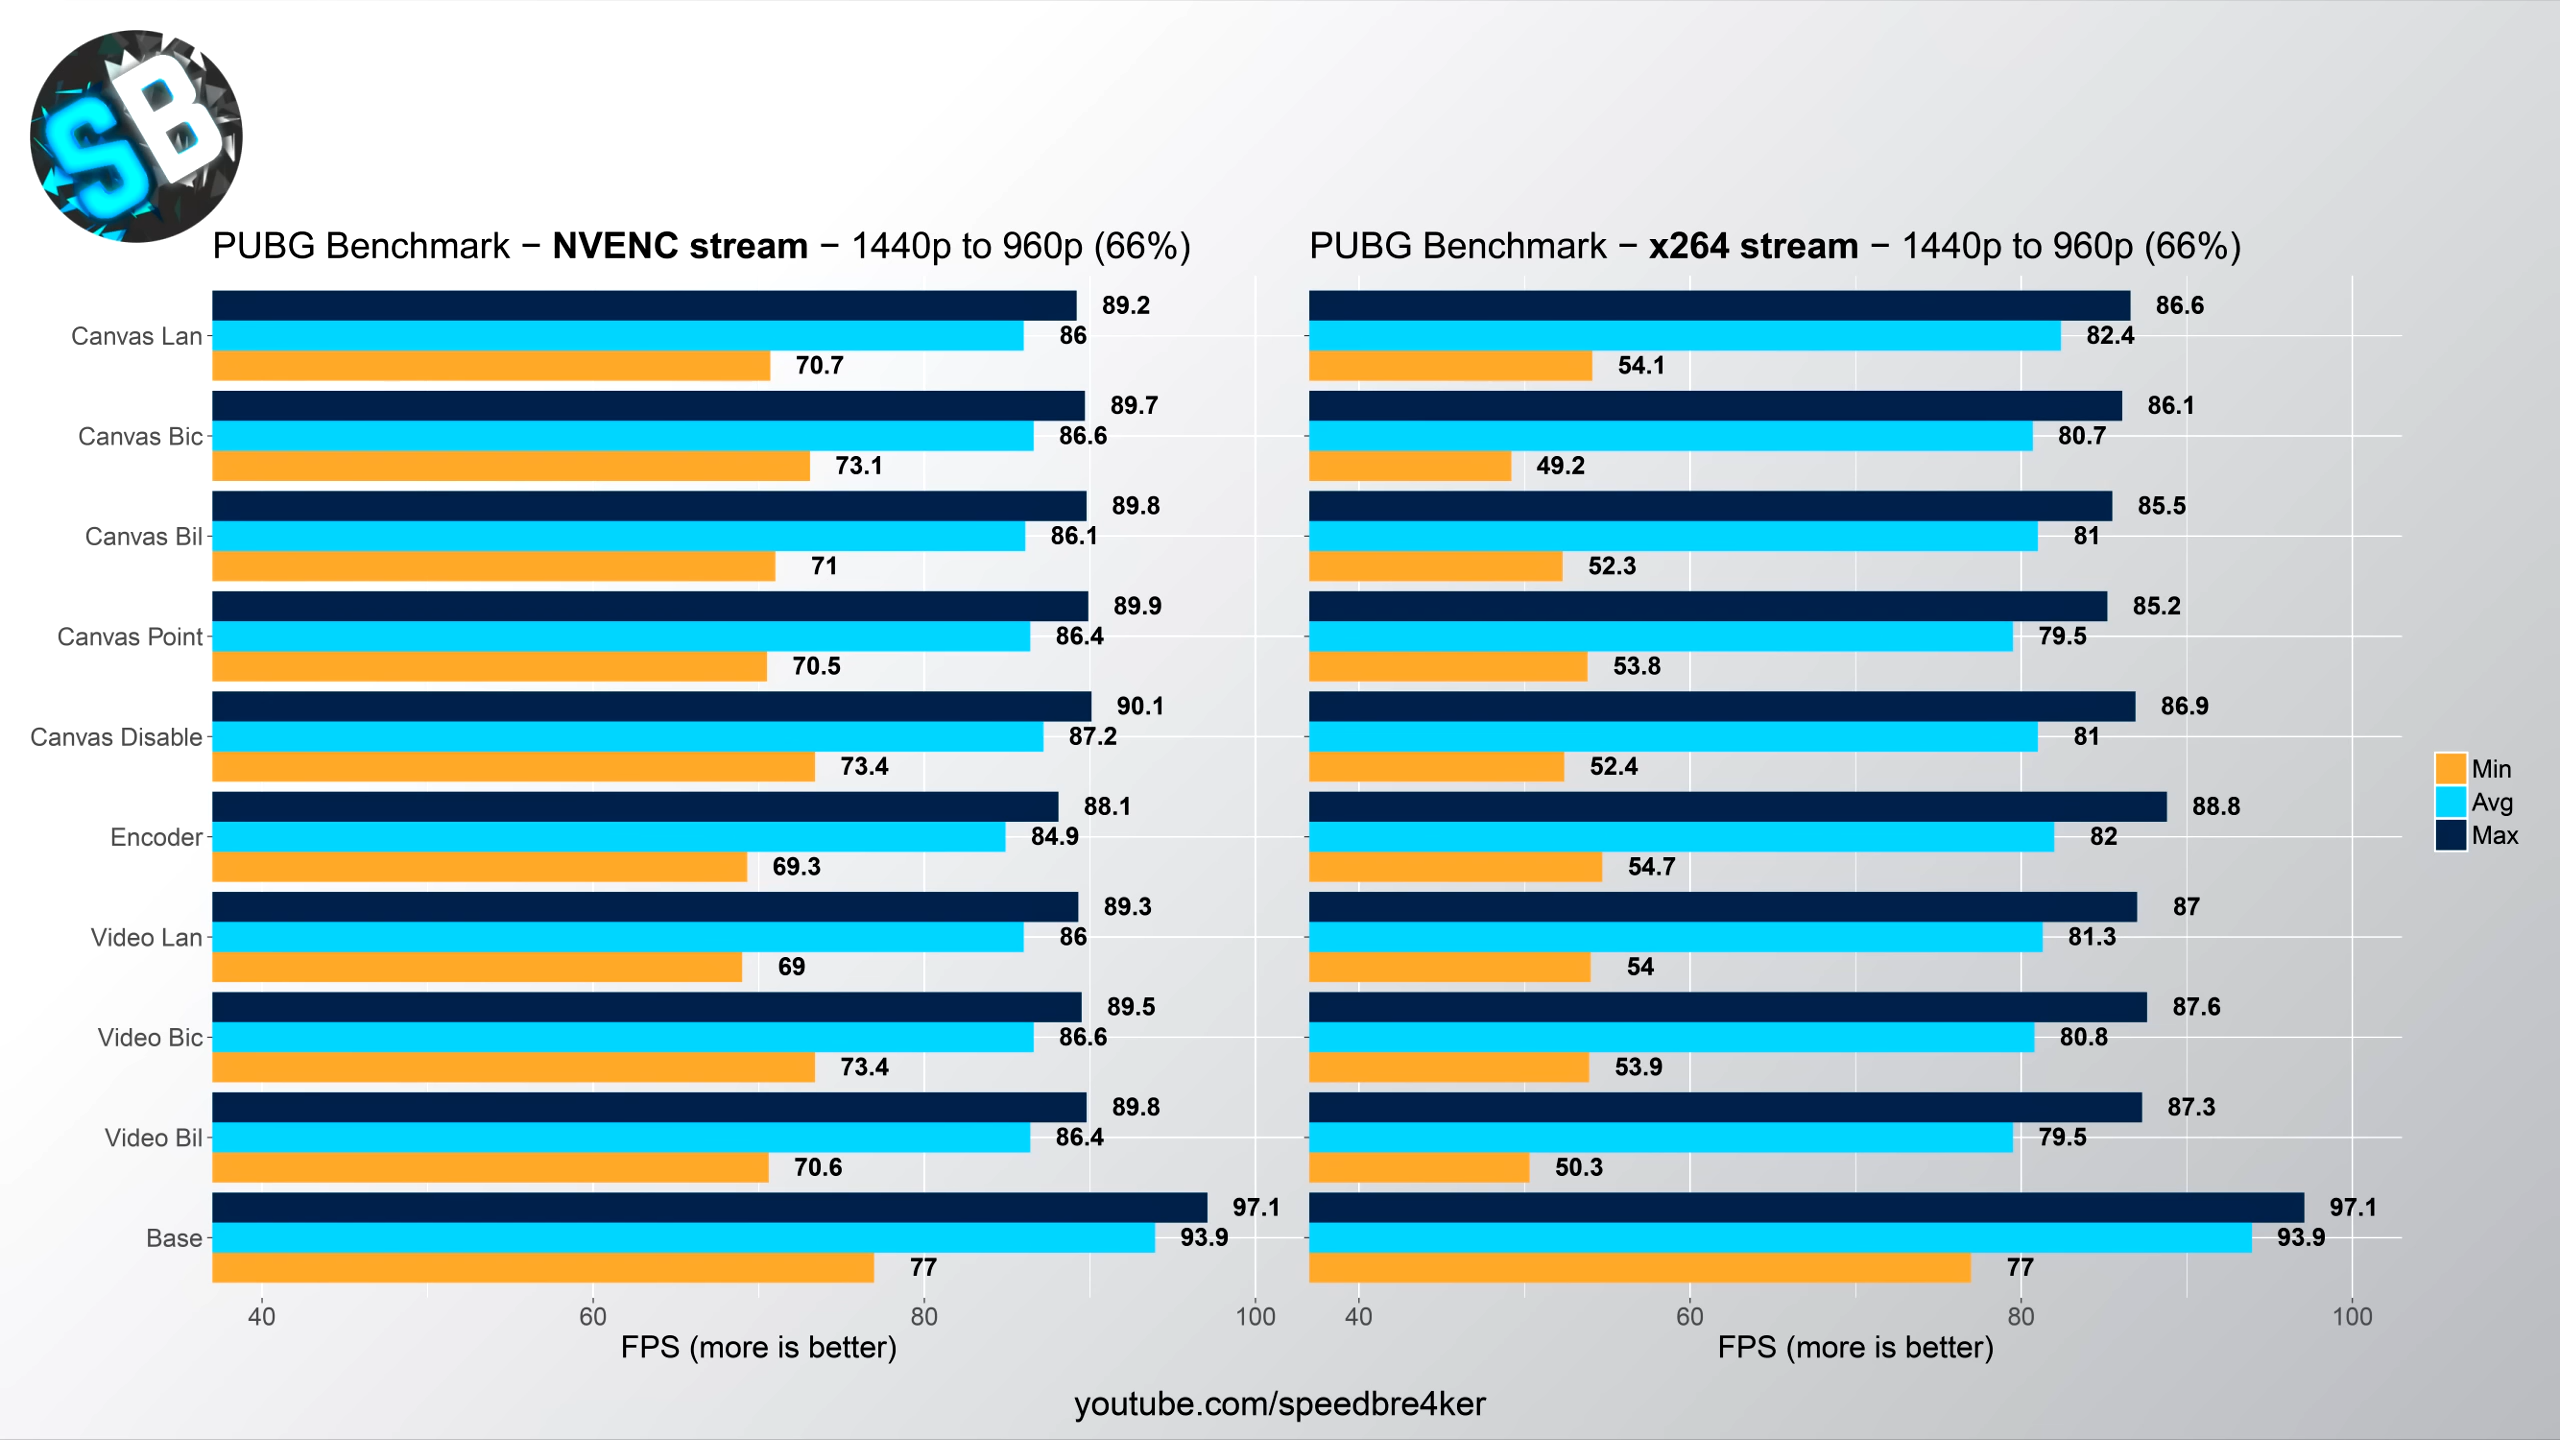 SB
PUBG Benchmark − NVENC stream − 1440p to 960p (66%)
Canvas Lan
89.2
86
70.7
Canvas Bic
89.7
86.6
73.1
Canvas Bil
89.8
86.1
71
Canvas Point
89.9
86.4
70.5
Canvas Disable
90.1
87.2
73.4
Encoder
88.1
84.9
69.3
Video Lan
89.3
86
69
Video Bic
89.5
86.6
73.4
Video Bil
89.8
86.4
70.6
Base
97.1
93.9
77
40 60 80 100
FPS (more is better)
PUBG Benchmark − x264 stream − 1440p to 960p (66%)
86.6
82.4
54.1
86.1
80.7
49.2
85.5
81
52.3
85.2
79.5
53.8
86.9
81
52.4
88.8
82
54.7
87
81.3
54
87.6
80.8
53.9
87.3
79.5
50.3
97.1
93.9
77
40 60 80 100
FPS (more is better)
Min
Avg
Max
youtube.com/speedbre4ker